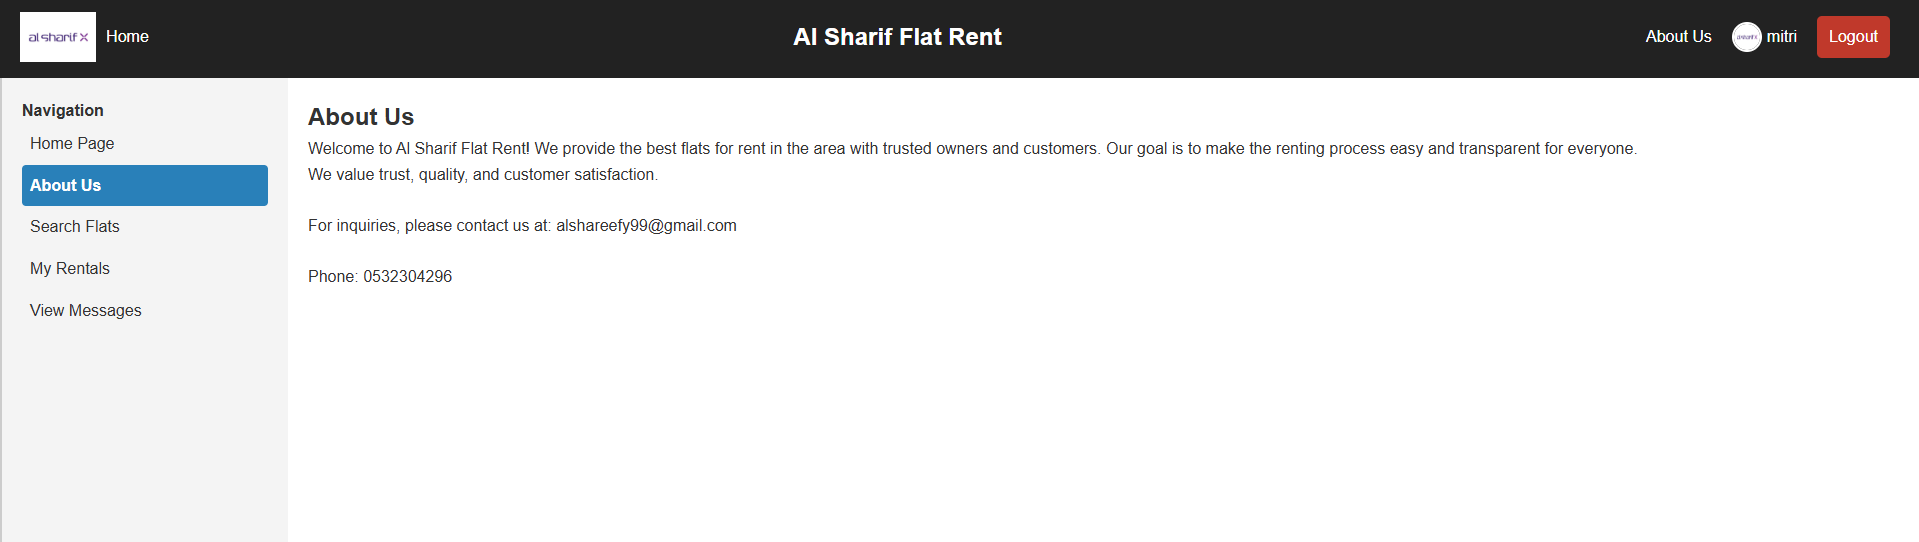 al sharif X
Home
Al Sharif Flat Rent
About Us
mitri
Logout
Navigation
Home Page
About Us
Search Flats
My Rentals
View Messages
About Us
Welcome to Al Sharif Flat Rent! We provide the best flats for rent in the area with trusted owners and customers. Our goal is to make the renting process easy and transparent for everyone.
We value trust, quality, and customer satisfaction.
For inquiries, please contact us at: alshareefy99@gmail.com
Phone: 0532304296